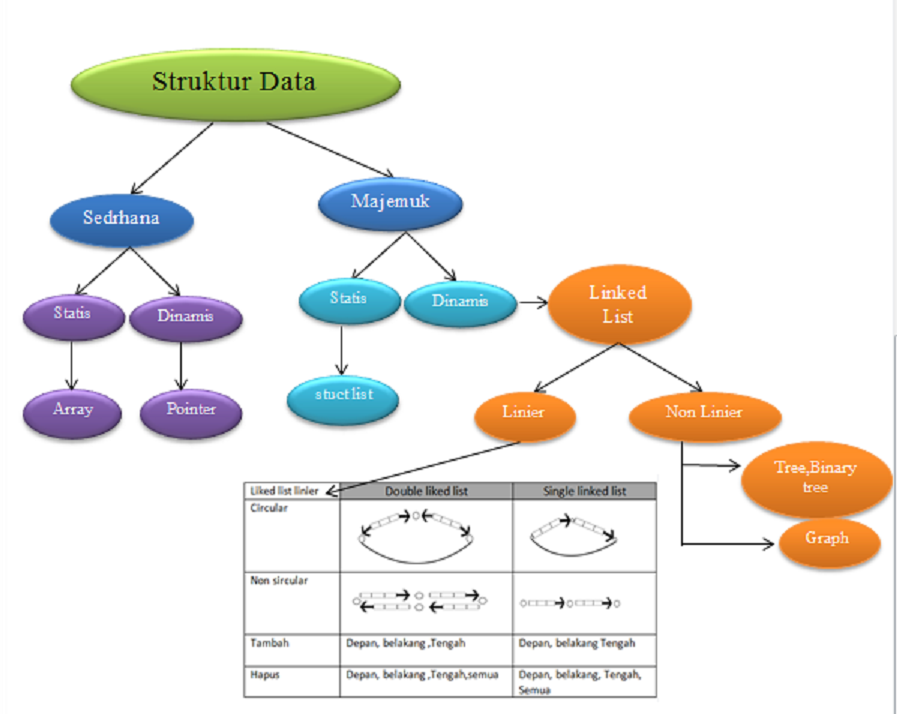 Struktur Data
Sedrhana
Majemuk
Statis
Dinamis
Statis
Dinamis
Linked
List
Array
Pointer
stuct list
Linier
Non Linier
Tree,Binary
tree
Graph
Liked list linier
Double liked list
Single linked list
Circular
Non sircular
Tambah
Depan, belakang ,Tengah
Depan, belakang Tengah
Hapus
Depan, belakang ,Tengah,semua
Depan, belakang, Tengah,
Semua